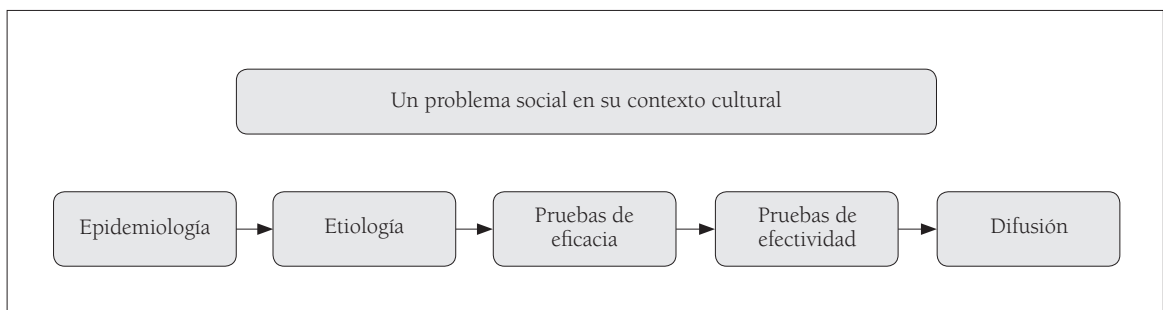 Un problema social en su contexto cultural
Epidemiología
Etiología
Pruebas de
eficacia
Pruebas de
efectividad
Difusión